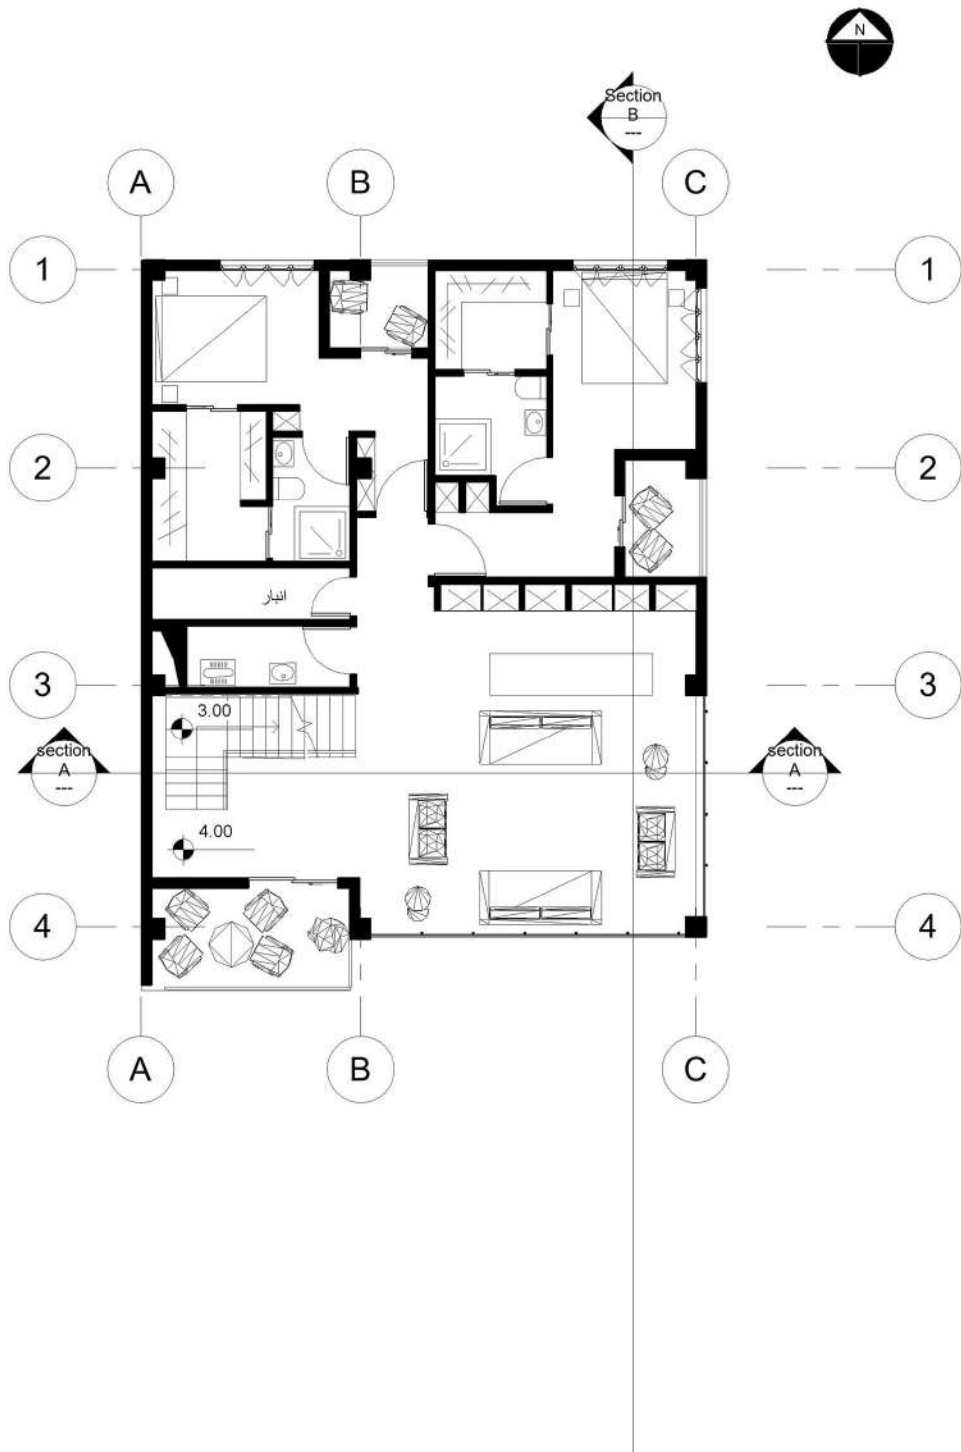 N
Section
B
---
A
B
C
1
1
2
2
انبار
3
3
3.00
section
A
---
section
A
---
4.00
4
4
A
B
C